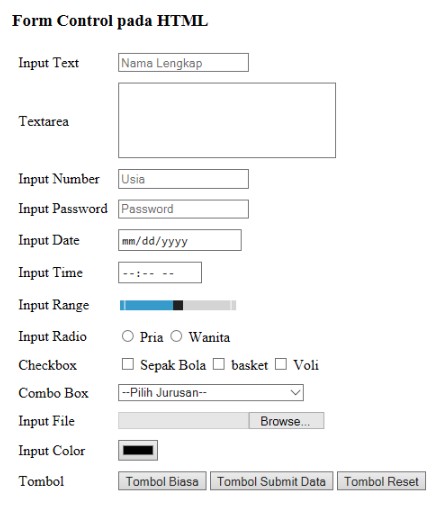 Form Control pada HTML
Input Text Nama Lengkap
Textarea
Input Number Usia
Input Password Password
Input Date mm/dd/yyyy
Input Time --:-- --
Input Range
Input Radio Pria Wanita
Checkbox Sepak Bola basket Voli
Combo Box --Pilih Jurusan--
Input File Browse...
Input Color
Tombol Tombol Biasa Tombol Submit Data Tombol Reset